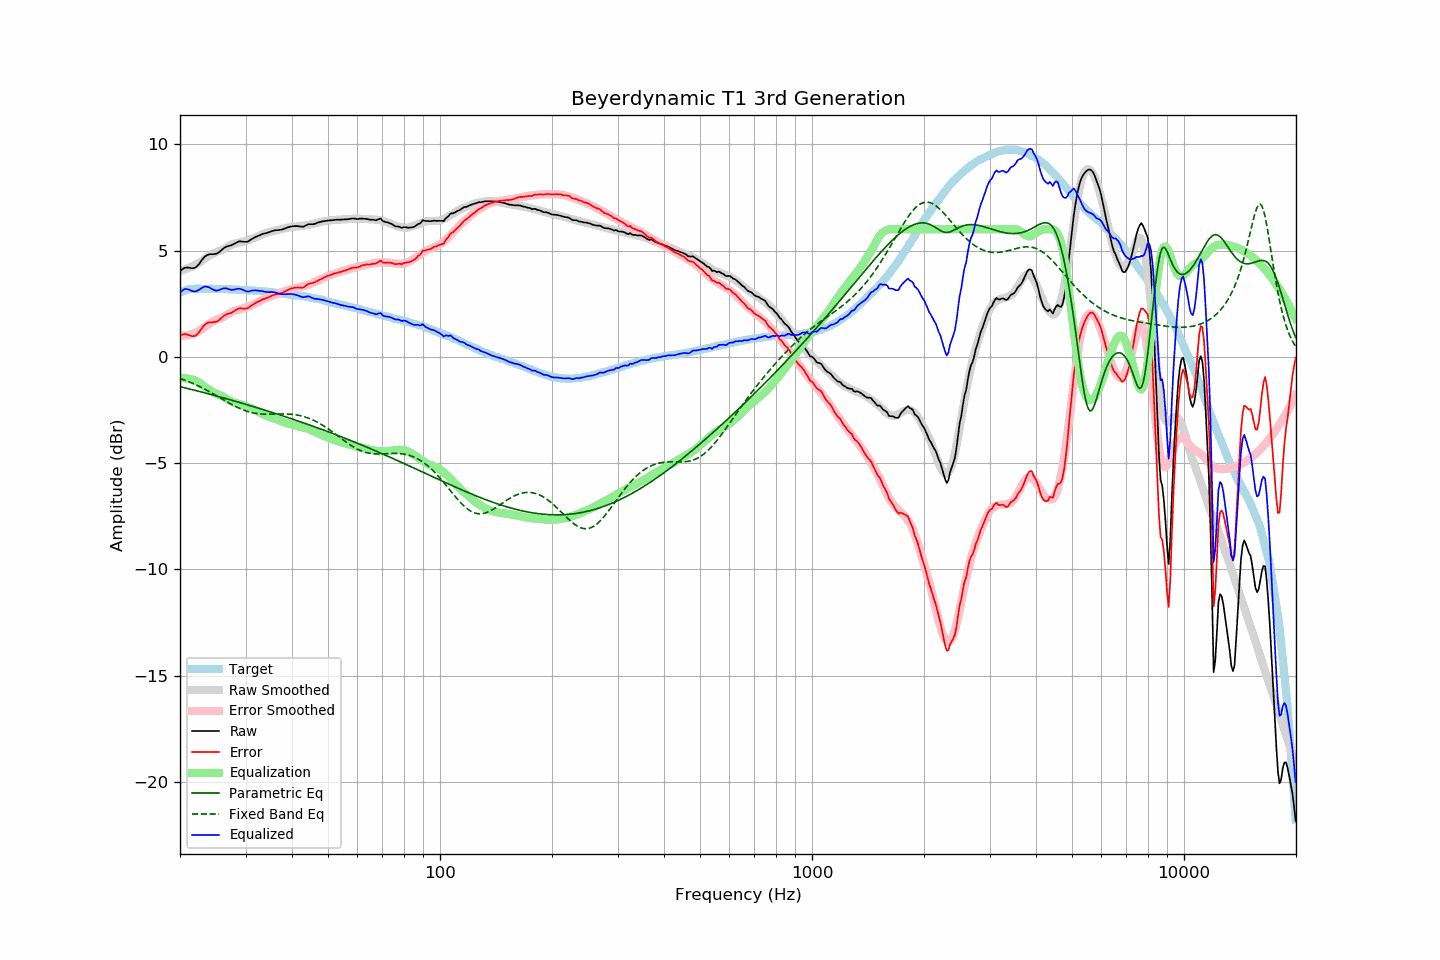 Beyerdynamic T1 3rd Generation
10
5
0
−5
−10
−15
−20
Amplitude (dBr)
Target
Raw Smoothed
Error Smoothed
Raw
Error
Equalization
Parametric Eq
Fixed Band Eq
Equalized
100 1000 10000
Frequency (Hz)